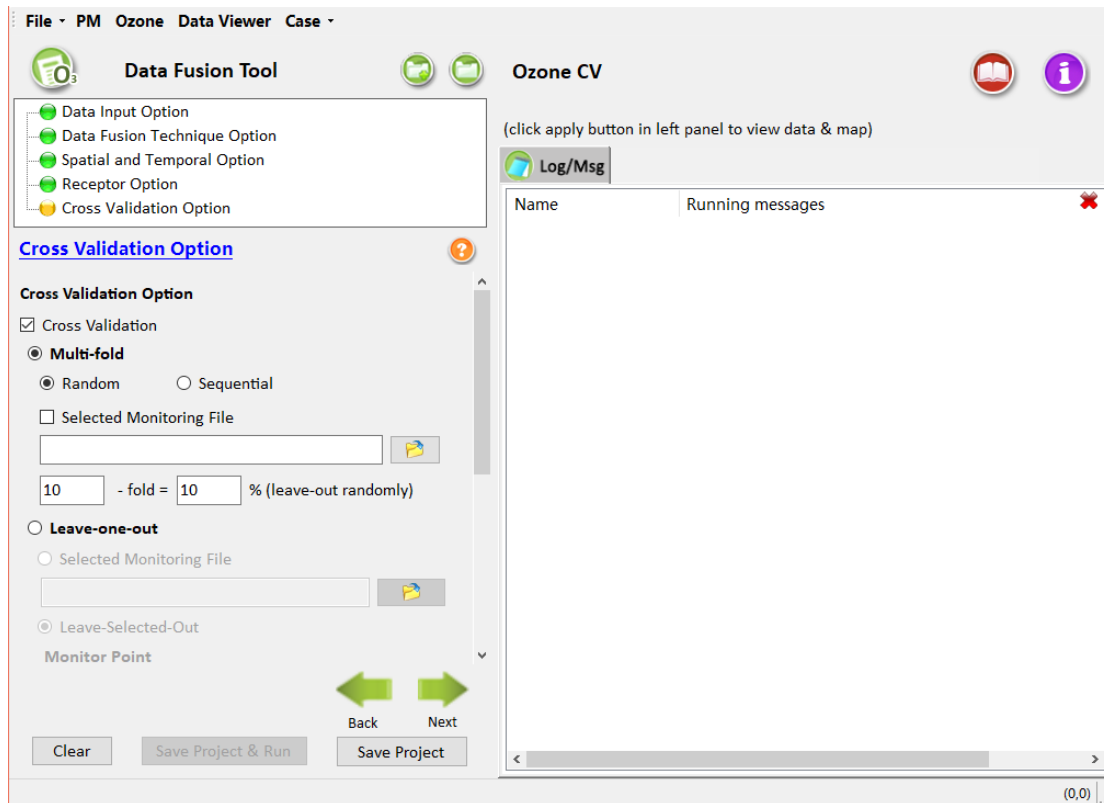 File PM Ozone Data Viewer Case
O3
Data Fusion Tool
Data Input Option
Data Fusion Technique Option
Spatial and Temporal Option
Receptor Option
Cross Validation Option
Cross Validation Option
?
Cross Validation Option
Cross Validation
Multi-fold
Random Sequential
Selected Monitoring File
10 - fold = 10 % (leave-out randomly)
Leave-one-out
Selected Monitoring File
Leave-Selected-Out
Monitor Point
Back Next
Clear Save Project & Run Save Project
Ozone CV
i
(click apply button in left panel to view data & map)
Log/Msg
Name Running messages
(0,0)